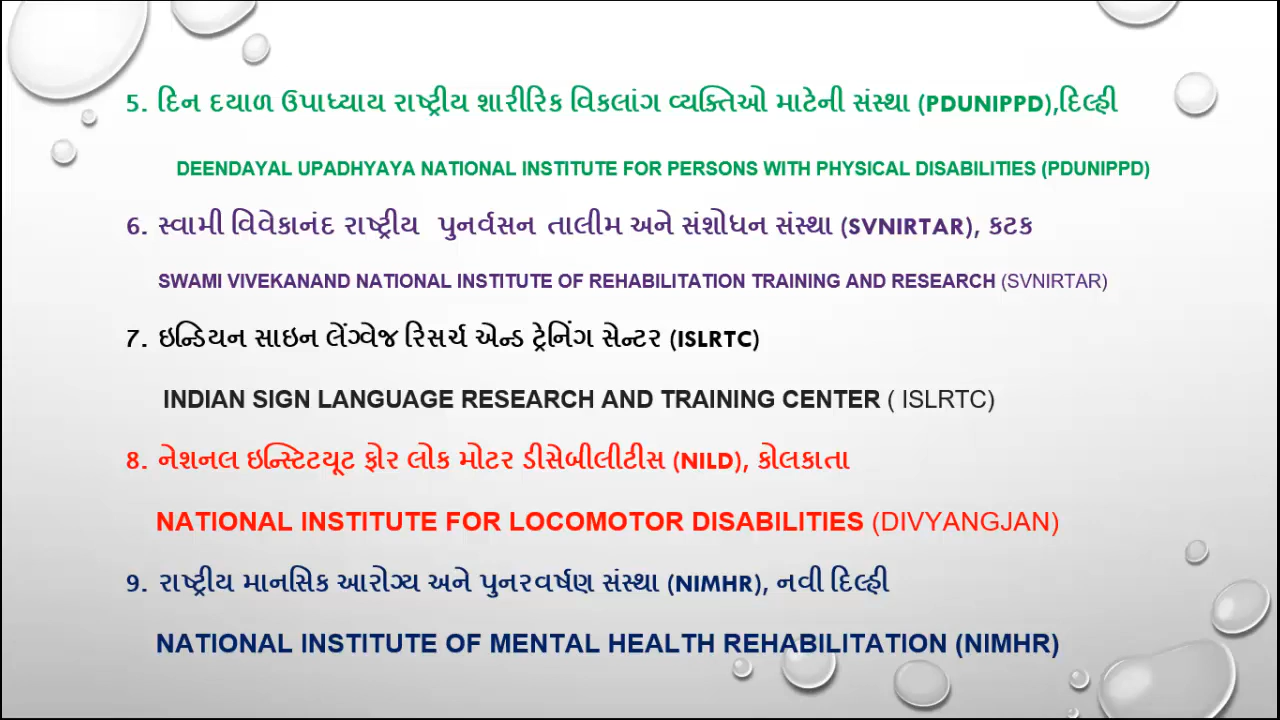 5. દિન દયાળ ઉપાધ્યાય રાષ્ટ્રીય શારીરિક વિકલાંગ વ્યક્તિઓ માટેની સંસ્થા (PDUNIPPD),દિલ્હી
DEENDAYAL UPADHYAYA NATIONAL INSTITUTE FOR PERSONS WITH PHYSICAL DISABILITIES (PDUNIPPD)
6. સ્વામી વિવેકાનંદ રાષ્ટ્રીય પુનર્વસન તાલીમ અને સંશોધન સંસ્થા (SVNIRTAR), કટક
SWAMI VIVEKANAND NATIONAL INSTITUTE OF REHABILITATION TRAINING AND RESEARCH (SVNIRTAR)
7. ઇન્ડિયન સાઇન લેંગ્વેજ રિસર્ચ એન્ડ ટ્રેનિંગ સેન્ટર (ISLRTC)
INDIAN SIGN LANGUAGE RESEARCH AND TRAINING CENTER ( ISLRTC)
8. નેશનલ ઇન્સ્ટિટયૂટ ફોર લોક મોટર ડીસેબીલીટીસ (NILD), કોલકાતા
NATIONAL INSTITUTE FOR LOCOMOTOR DISABILITIES (DIVYANGJAN)
9. રાષ્ટ્રીય માનસિક આરોગ્ય અને પુનરવર્ષણ સંસ્થા (NIMHR), નવી દિલ્હી
NATIONAL INSTITUTE OF MENTAL HEALTH REHABILITATION (NIMHR)